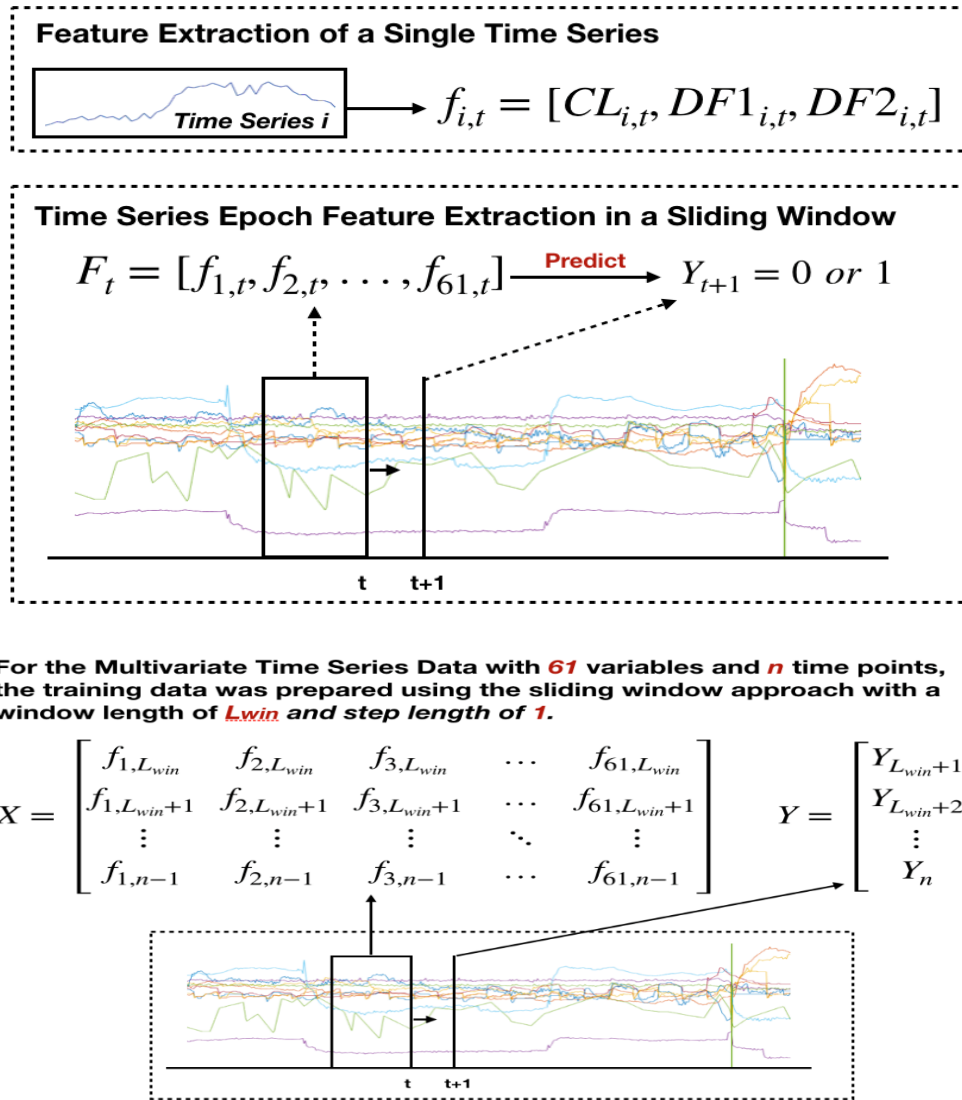 Feature Extraction of a Single Time Series
Time Series i
f_{i,t} = [CL_{i,t}, DF1_{i,t}, DF2_{i,t}]
Time Series Epoch Feature Extraction in a Sliding Window
F_t = [f_{1,t}, f_{2,t}, . . . , f_{61,t}] Predict Y_{t+1} = 0 or 1
t t+1
For the Multivariate Time Series Data with 61 variables and n time points,
the training data was prepared using the sliding window approach with a
window length of Lwin and step length of 1.
f_{1,L_{win}} f_{2,L_{win}} f_{3,L_{win}} ⋯ f_{61,L_{win}} Y_{L_{win}+1}
X = f_{1,L_{win}+1} f_{2,L_{win}+1} f_{3,L_{win}+1} ⋯ f_{61,L_{win}+1} Y = Y_{L_{win}+2}
⋮ ⋮ ⋮ ⋱ ⋮ ⋮
f_{1,n−1} f_{2,n−1} f_{3,n−1} ⋯ f_{61,n−1} Y_n
t t+1